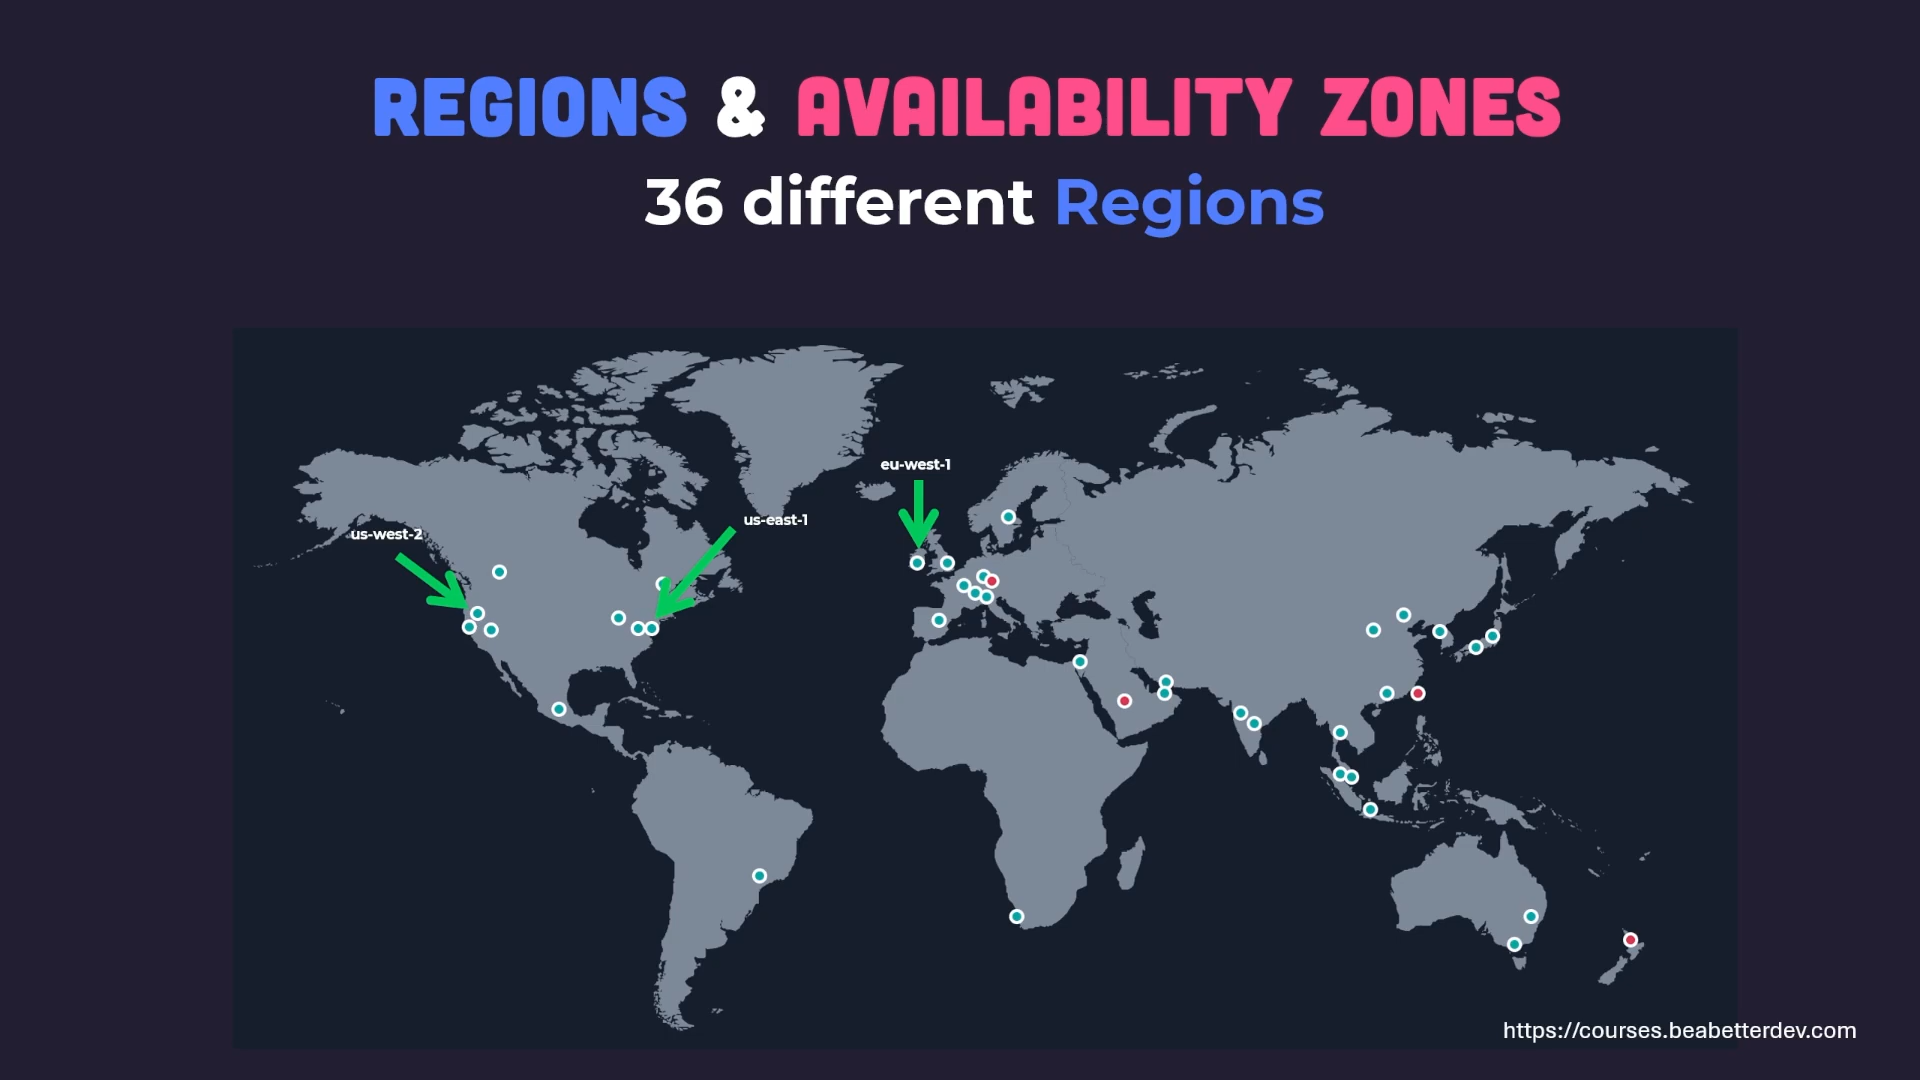 REGIONS & AVAILABILITY ZONES
36 different Regions
eu-west-1
us-east-1
us-west-2
https://courses.beabetterdev.com